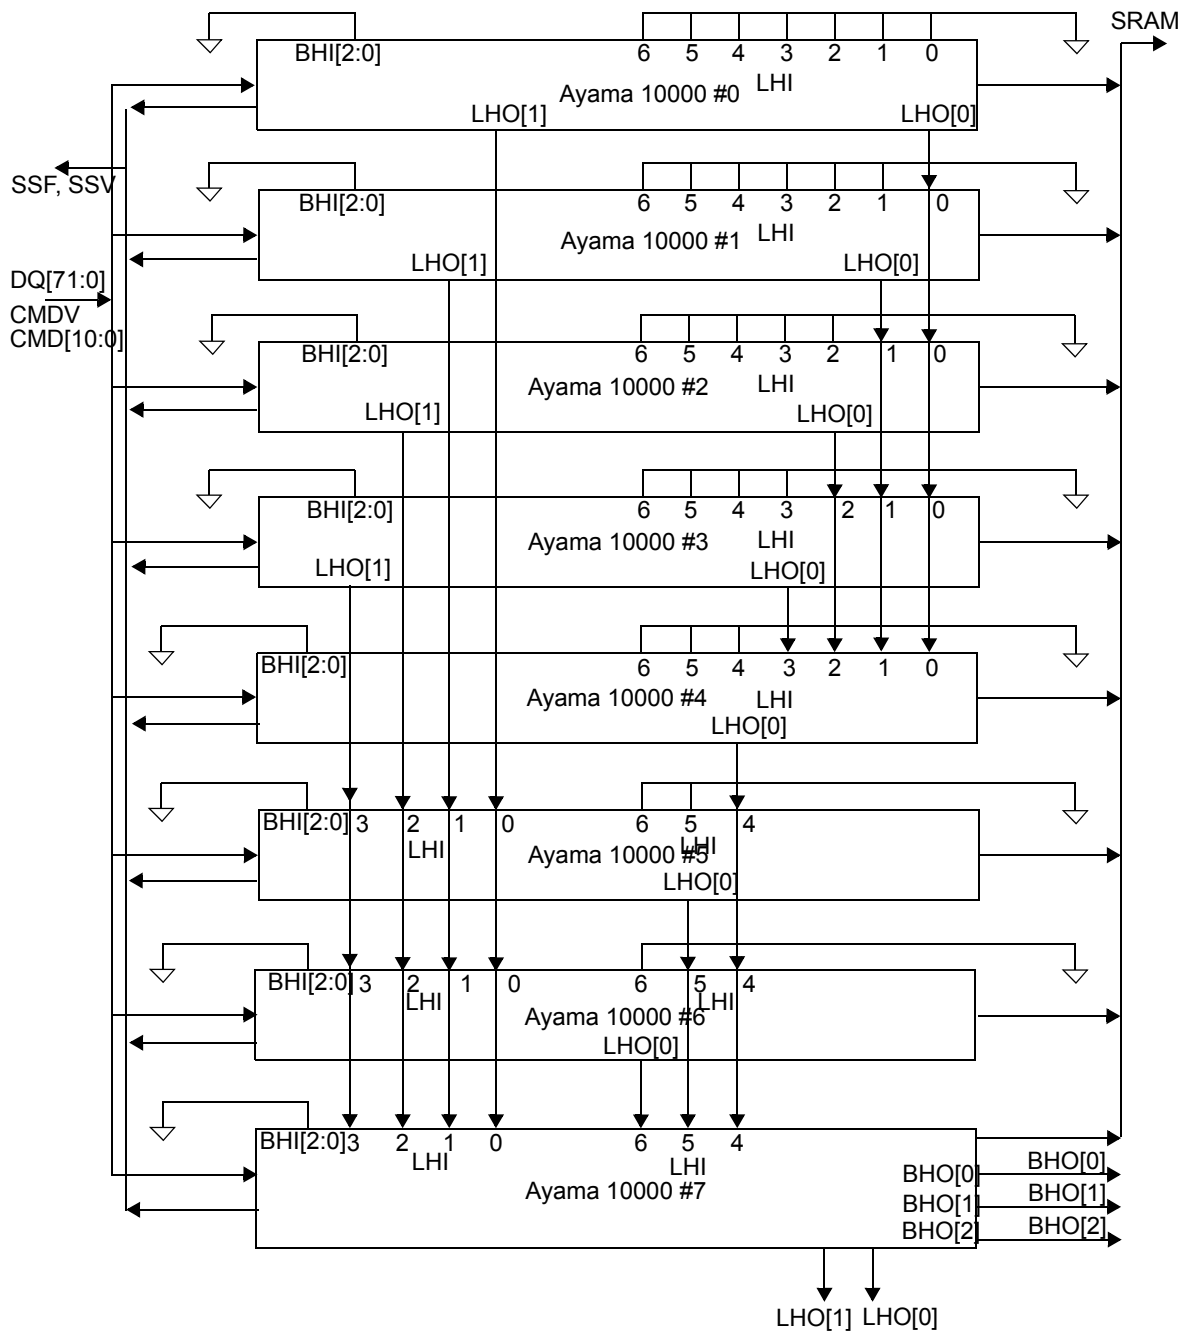 SRAM
BHI[2:0] 6 5 4 3 2 1 0
Ayama 10000 #0 LHI
LHO[1] LHO[0]
SSF, SSV
BHI[2:0] 6 5 4 3 2 1 0
Ayama 10000 #1 LHI
LHO[1] LHO[0]
DQ[71:0]
CMDV
CMD[10:0]
BHI[2:0] 6 5 4 3 2 1 0
Ayama 10000 #2 LHI
LHO[1] LHO[0]
BHI[2:0] 6 5 4 3 2 1 0
Ayama 10000 #3 LHI
LHO[1] LHO[0]
BHI[2:0] 6 5 4 3 2 1 0
Ayama 10000 #4 LHI
LHO[0]
BHI[2:0] 3 2 1 0 6 5 4
LHI Ayama 10000 #5 LHI
LHO[0]
BHI[2:0] 3 2 1 0 6 5 4
LHI Ayama 10000 #6 LHI
LHO[0]
BHI[2:0] 3 2 1 0 6 5 4
LHI LHI
Ayama 10000 #7
BHO[0] BHO[0]
BHO[1] BHO[1]
BHO[2] BHO[2]
LHO[1] LHO[0]